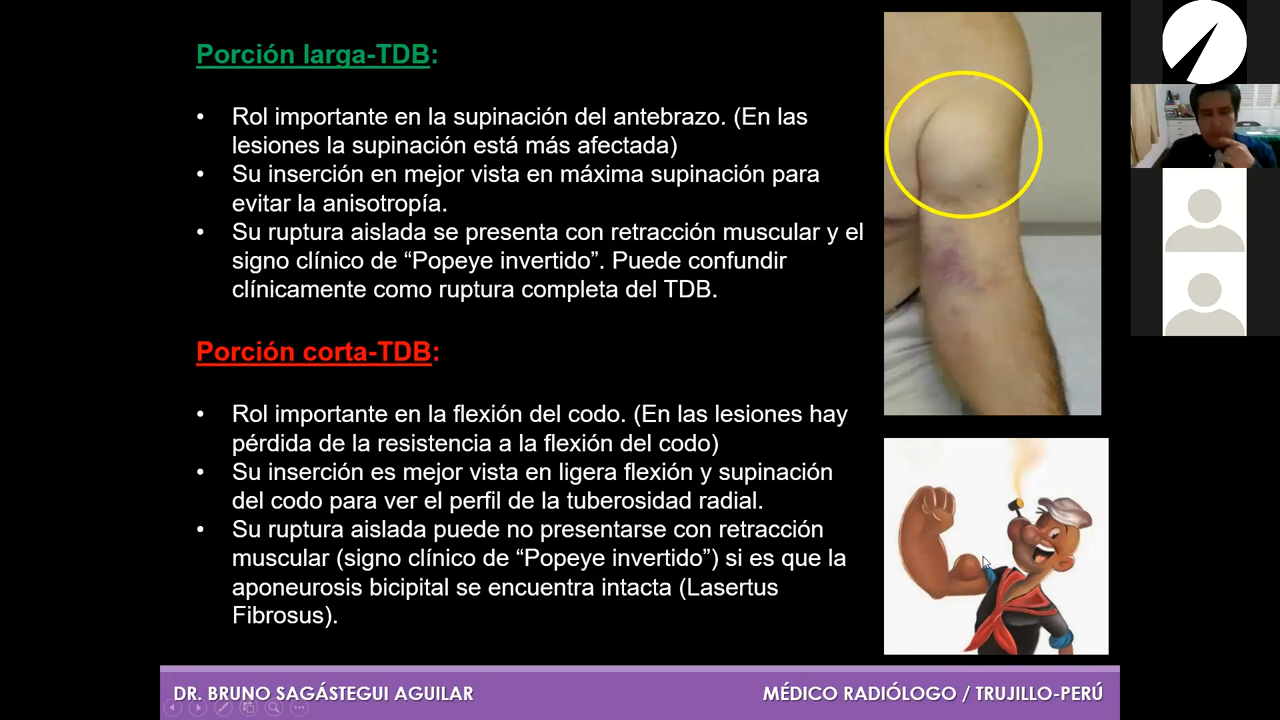 Porción larga-TDB:
• Rol importante en la supinación del antebrazo. (En las
lesiones la supinación está más afectada)
• Su inserción en mejor vista en máxima supinación para
evitar la anisotropía.
• Su ruptura aislada se presenta con retracción muscular y el
signo clínico de “Popeye invertido”. Puede confundir
clínicamente como ruptura completa del TDB.
Porción corta-TDB:
• Rol importante en la flexión del codo. (En las lesiones hay
pérdida de la resistencia a la flexión del codo)
• Su inserción es mejor vista en ligera flexión y supinación
del codo para ver el perfil de la tuberosidad radial.
• Su ruptura aislada puede no presentarse con retracción
muscular (signo clínico de “Popeye invertido”) si es que la
aponeurosis bicipital se encuentra intacta (Lasertus
Fibrosus).
DR. BRUNO SAGÁSTEGUI AGUILAR
MÉDICO RADIÓLOGO / TRUJILLO-PERÚ